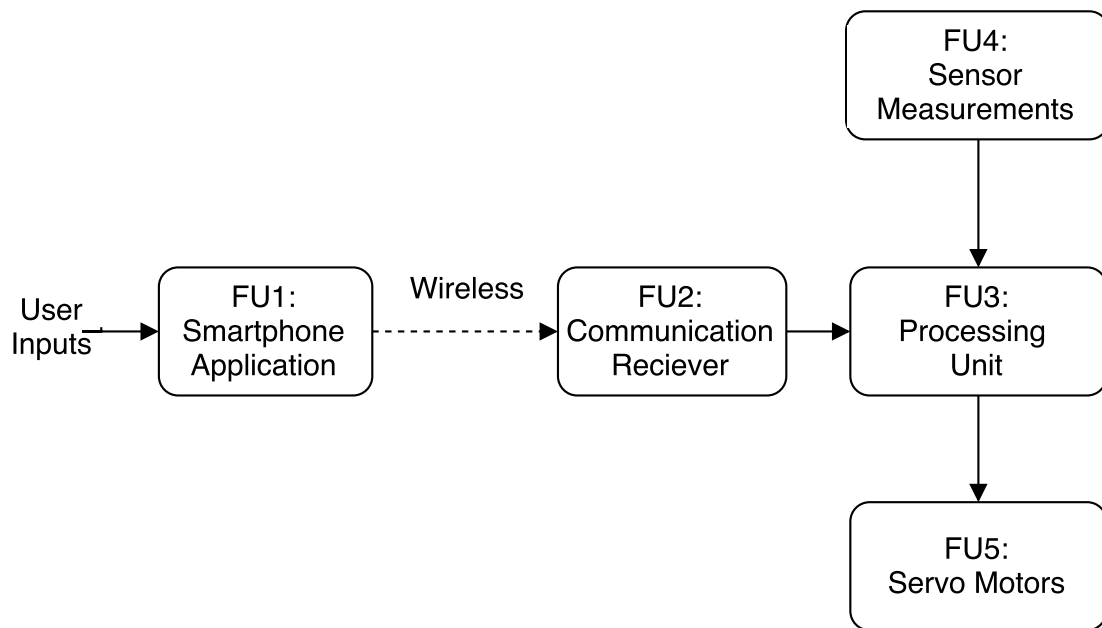 FU4:
Sensor
Measurements
User
Inputs
FU1:
Smartphone
Application
Wireless
FU2:
Communication
Reciever
FU3:
Processing
Unit
FU5:
Servo Motors